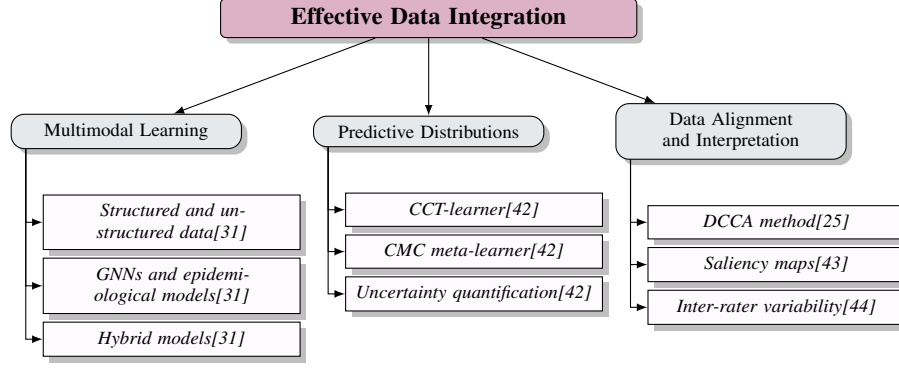 Effective Data Integration
Multimodal Learning
Structured and un-
structured data[31]
GNNs and epidemi-
ological models[31]
Hybrid models[31]
Predictive Distributions
CCT-learner[42]
CMC meta-learner[42]
Uncertainty quantification[42]
Data Alignment
and Interpretation
DCCA method[25]
Saliency maps[43]
Inter-rater variability[44]